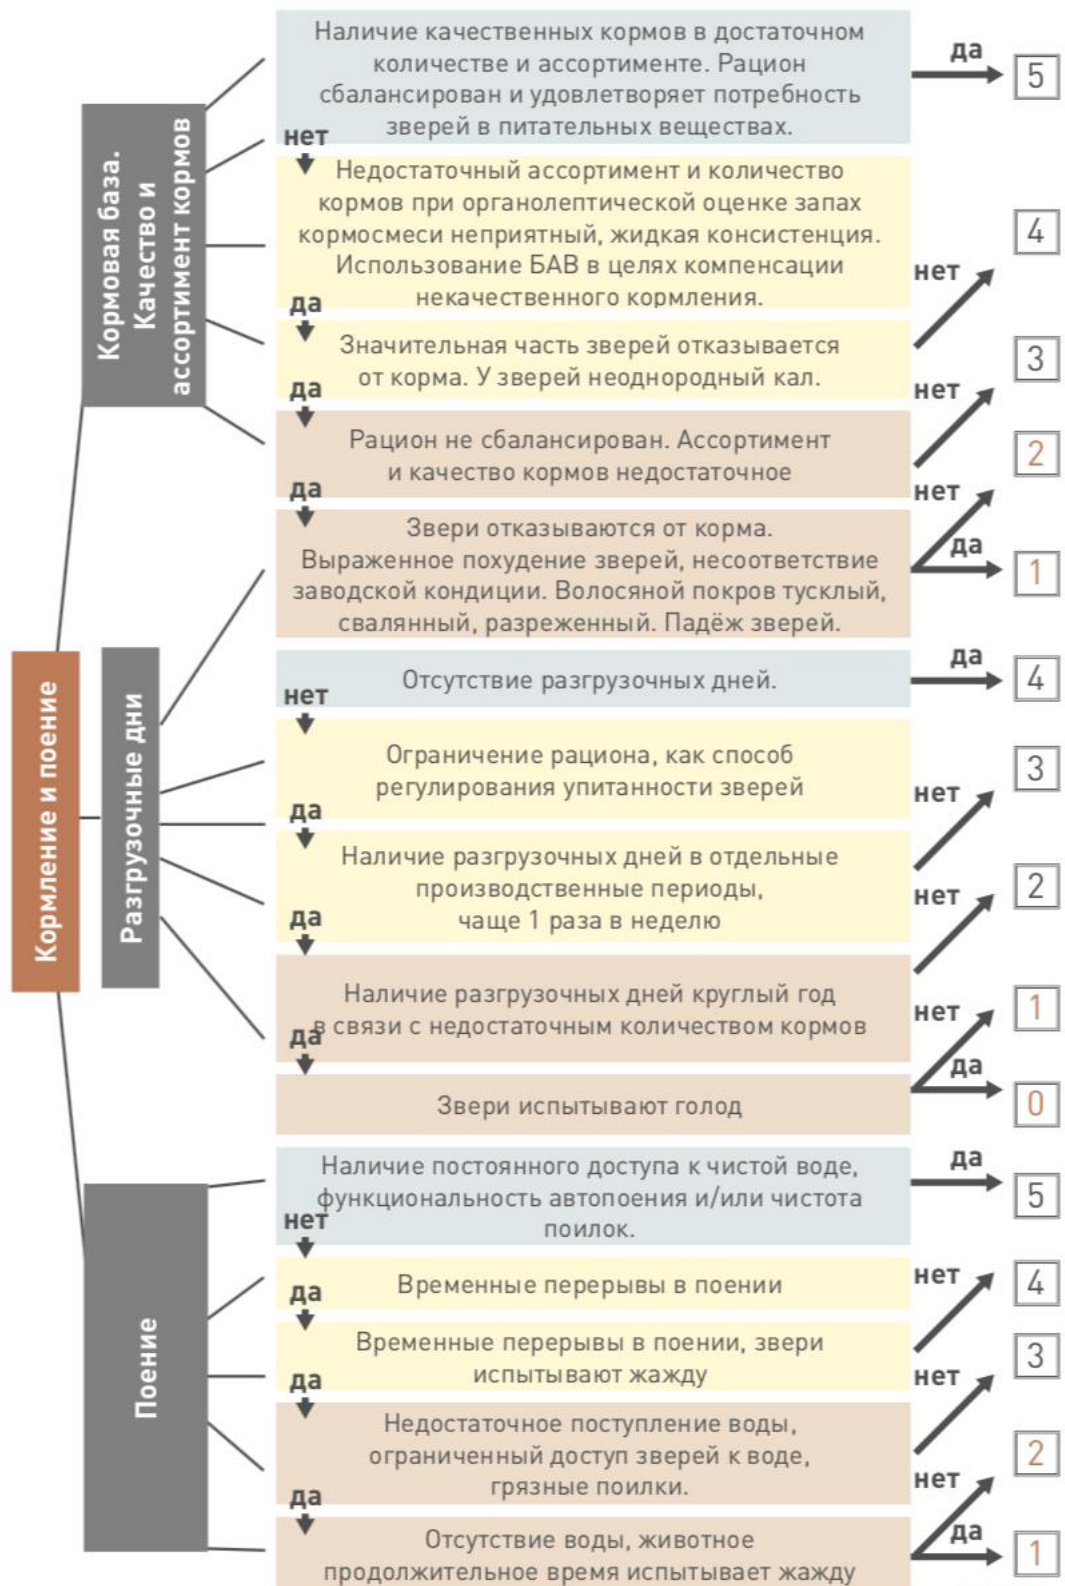 Кормление и поение
Кормовая база.
Качество и
ассортимент кормов
Наличие качественных кормов в достаточном
количестве и ассортименте. Рацион
сбалансирован и удовлетворяет потребность
зверей в питательных веществах.
да
5
нет
Недостаточный ассортимент и количество
кормов при органолептической оценке запах
кормосмеси неприятный, жидкая консистенция.
Использование БАВ в целях компенсации
некачественного кормления.
нет
4
да
Значительная часть зверей отказывается
от корма. У зверей неоднородный кал.
нет
3
да
Рацион не сбалансирован. Ассортимент
и качество кормов недостаточное
нет
2
да
Звери отказываются от корма.
Выраженное похудение зверей, несоответствие
заводской кондиции. Волосяной покров тусклый,
свалянный, разреженный. Падёж зверей.
да
1
Разгрузочные дни
Отсутствие разгрузочных дней.
да
4
нет
Ограничение рациона, как способ
регулирования упитанности зверей
нет
3
да
Наличие разгрузочных дней в отдельные
производственные периоды,
чаще 1 раза в неделю
нет
2
да
Наличие разгрузочных дней круглый год
в связи с недостаточным количеством кормов
нет
1
да
Звери испытывают голод
да
0
Поение
Наличие постоянного доступа к чистой воде,
функциональность автопоения и/или чистота
поилок.
да
5
нет
Временные перерывы в поении
нет
4
да
Временные перерывы в поении, звери
испытывают жажду
нет
3
да
Недостаточное поступление воды,
ограниченный доступ зверей к воде,
грязные поилки.
нет
2
да
Отсутствие воды, животное
продолжительное время испытывает жажду
да
1